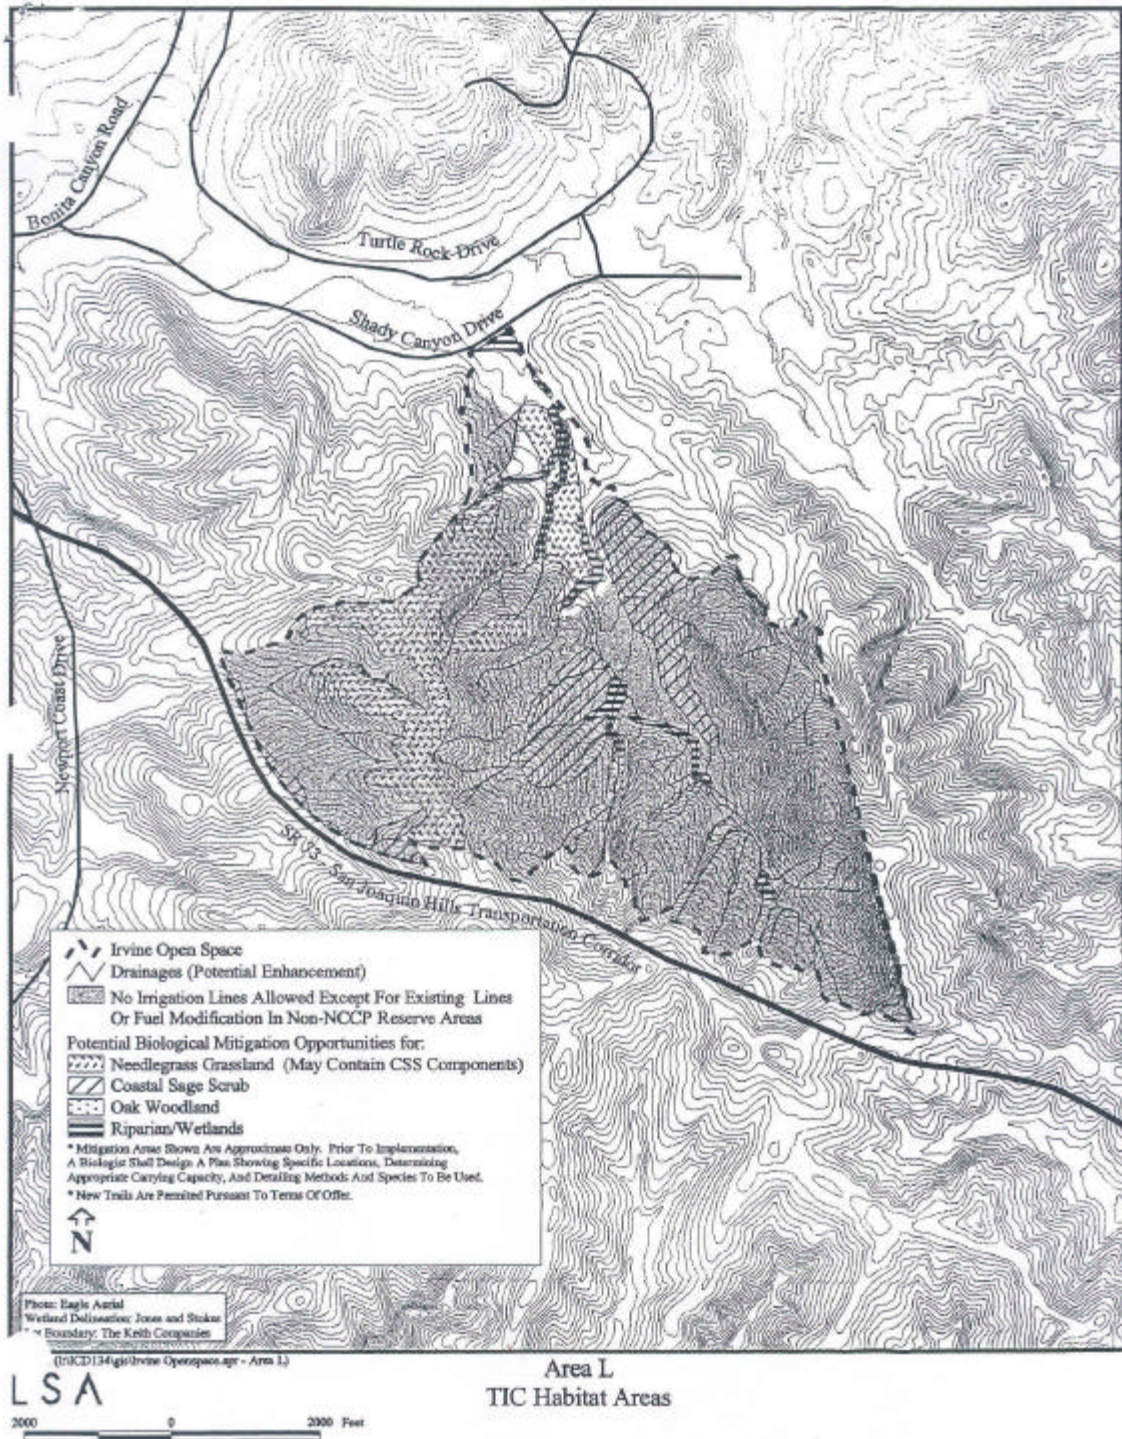 Bonita Canyon Road
Turtle Rock Drive
Shady Canyon Drive
Newport Coast Drive
SR 73 - San Joaquin Hills Transportation Corridor
Irvine Open Space
Drainages (Potential Enhancement)
No Irrigation Lines Allowed Except For Existing Lines
Or Fuel Modification In Non-NCCP Reserve Areas
Potential Biological Mitigation Opportunities for:
Needlegrass Grassland (May Contain CSS Components)
Coastal Sage Scrub
Oak Woodland
Riparian/Wetlands
* Mitigation Areas Shown Are Approximate Only. Prior To Implementation,
A Biologist Shall Design A Plan Showing Specific Locations, Determining
Appropriate Carrying Capacity, And Detailing Methods And Species To Be Used.
* New Trails Are Permitted Pursuant To Terms Of Offer.
N
Photo: Eagle Aerial
Wetland Delineation: Jones and Stokes
Boundary: The Keith Companies
(I:\ICD134\gis\Irvine Openspace.apr - Area L)
Area L
TIC Habitat Areas
LSA
2000 0 2000 Feet